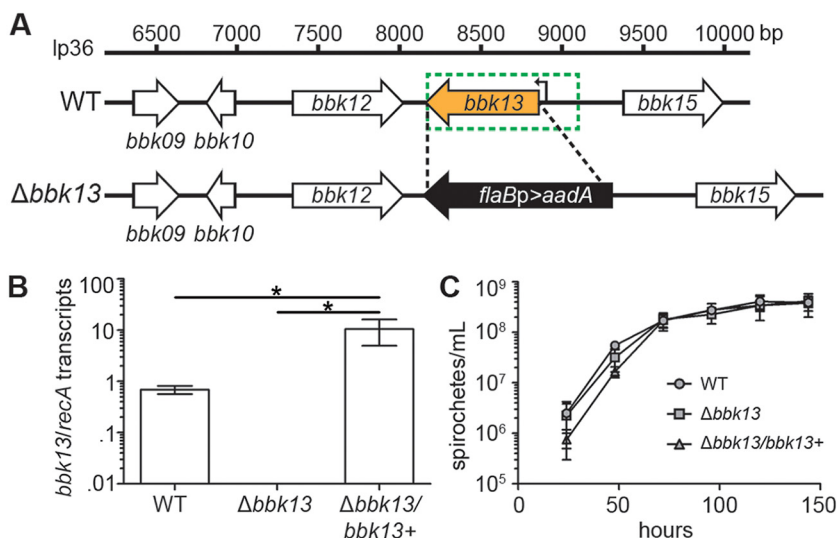 A
6500 7000 7500 8000 8500 9000 9500 10000 bp
lp36
WT
bbk12 bbk13 bbk15
bbk09 bbk10
Δbbk13
bbk12 flaBp>aadA bbk15
bbk09 bbk10
B
bbk13/recA transcripts
100
10
1
.1
.01
*
*
WT Δbbk13 Δbbk13/
bbk13+
C
spirochetes/mL
10⁹
10⁸
10⁷
10⁶
10⁵
WT
Δbbk13
Δbbk13/bbk13+
0 50 100 150
hours